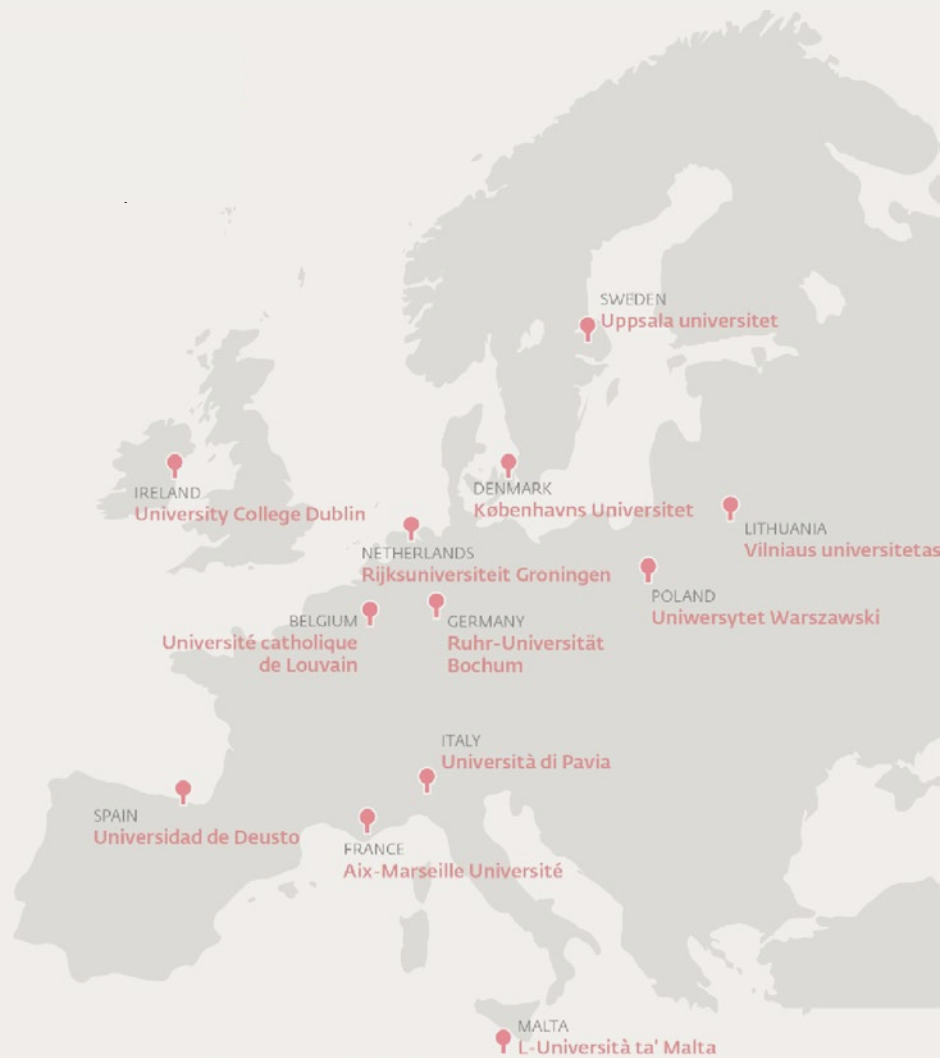 SWEDEN
Uppsala universitet
IRELAND
University College Dublin
DENMARK
Københavns Universitet
LITHUANIA
Vilniaus universitetas
NETHERLANDS
Rijksuniversiteit Groningen
POLAND
Uniwersytet Warszawski
BELGIUM
Université catholique
de Louvain
GERMANY
Ruhr-Universität
Bochum
ITALY
Università di Pavia
SPAIN
Universidad de Deusto
FRANCE
Aix-Marseille Université
MALTA
L-Università ta' Malta